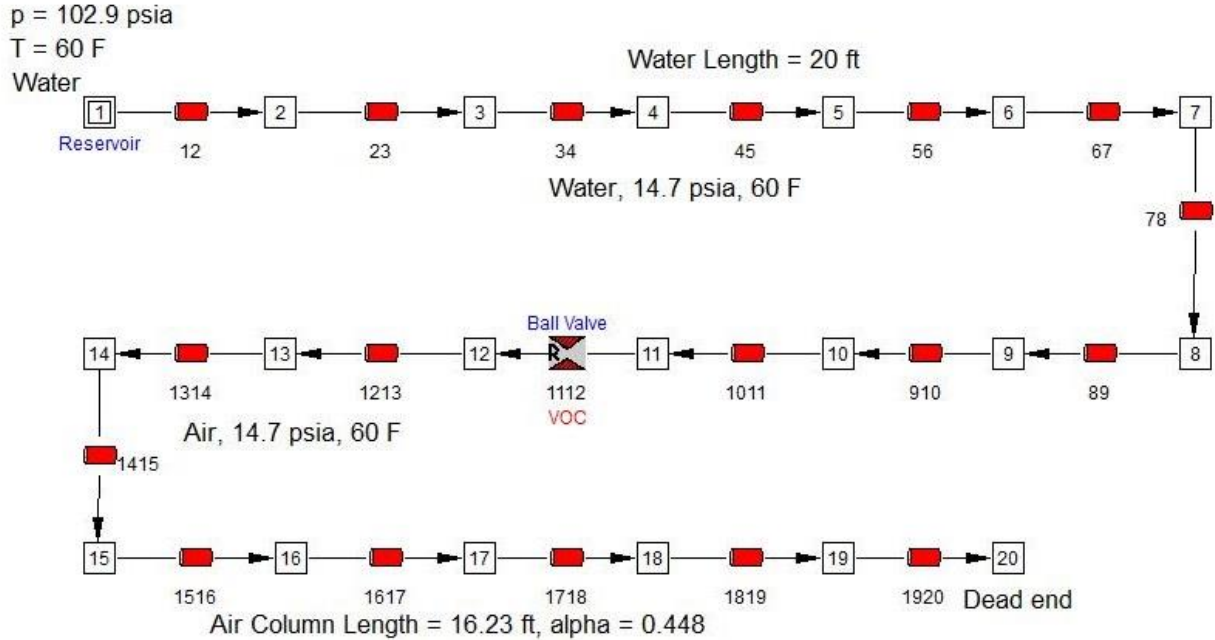 p = 102.9 psia
T = 60 F
Water
Water Length = 20 ft
1 2 3 4 5 6 7
Reservoir
12 23 34 45 56 67
Water, 14.7 psia, 60 F
78
Ball Valve
14 13 12 R 11 10 9 8
1314 1213 1112 1011 910 89
VOC
Air, 14.7 psia, 60 F
1415
15 16 17 18 19 20
1516 1617 1718 1819 1920 Dead end
Air Column Length = 16.23 ft, alpha = 0.448